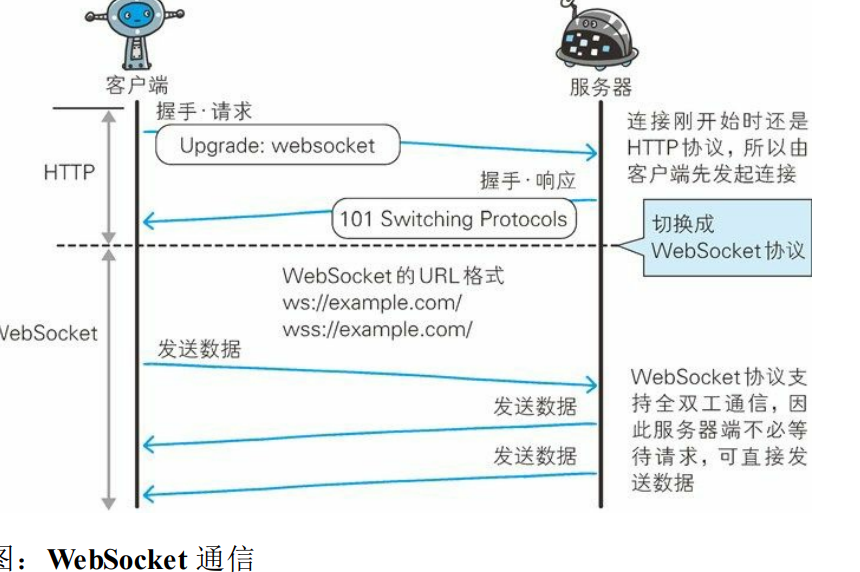 客户端
服务器
握手·请求
Upgrade: websocket
连接刚开始时还是
HTTP协议，所以由
客户端先发起连接
HTTP
握手·响应
101 Switching Protocols
切换成
WebSocket协议
WebSocket的URL格式
ws://example.com/
wss://example.com/
WebSocket
发送数据
发送数据
发送数据
WebSocket协议支
持全双工通信，因
此服务器端不必等
待请求，可直接发
送数据
图：WebSocket 通信